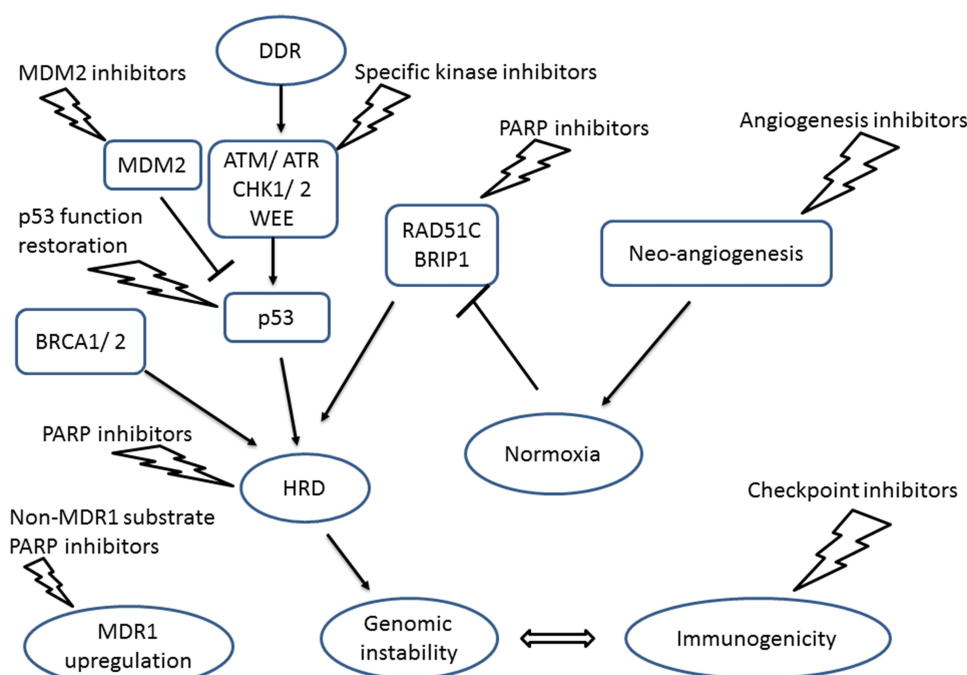 DDR
MDM2 inhibitors
Specific kinase inhibitors
PARP inhibitors
Angiogenesis inhibitors
MDM2
ATM/ ATR
CHK1/ 2
WEE
p53 function
restoration
RAD51C
BRIP1
Neo-angiogenesis
p53
BRCA1/ 2
PARP inhibitors
Normoxia
HRD
Checkpoint inhibitors
Non-MDR1 substrate
PARP inhibitors
MDR1
upregulation
Genomic
instability
Immunogenicity